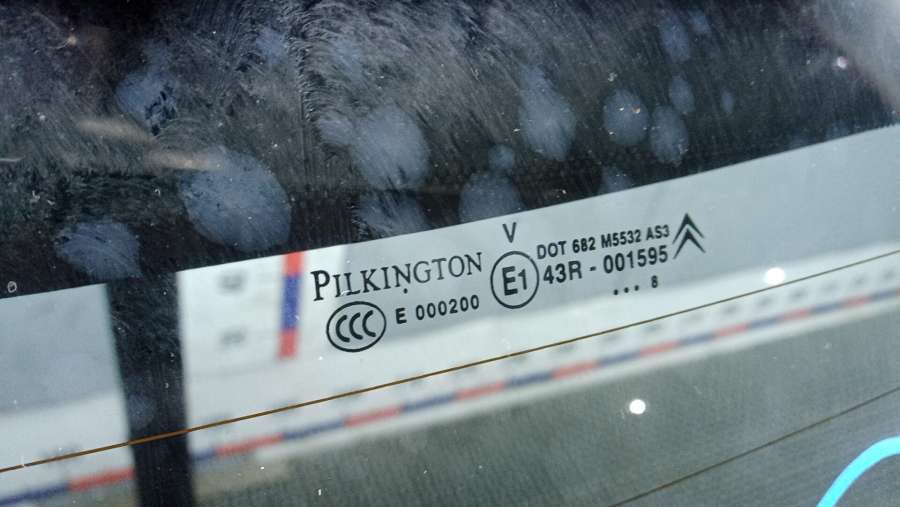 PILKINGTON
CCC E 000200
V
E1
DOT 682 M5532 AS3
43R - 001595
... 8